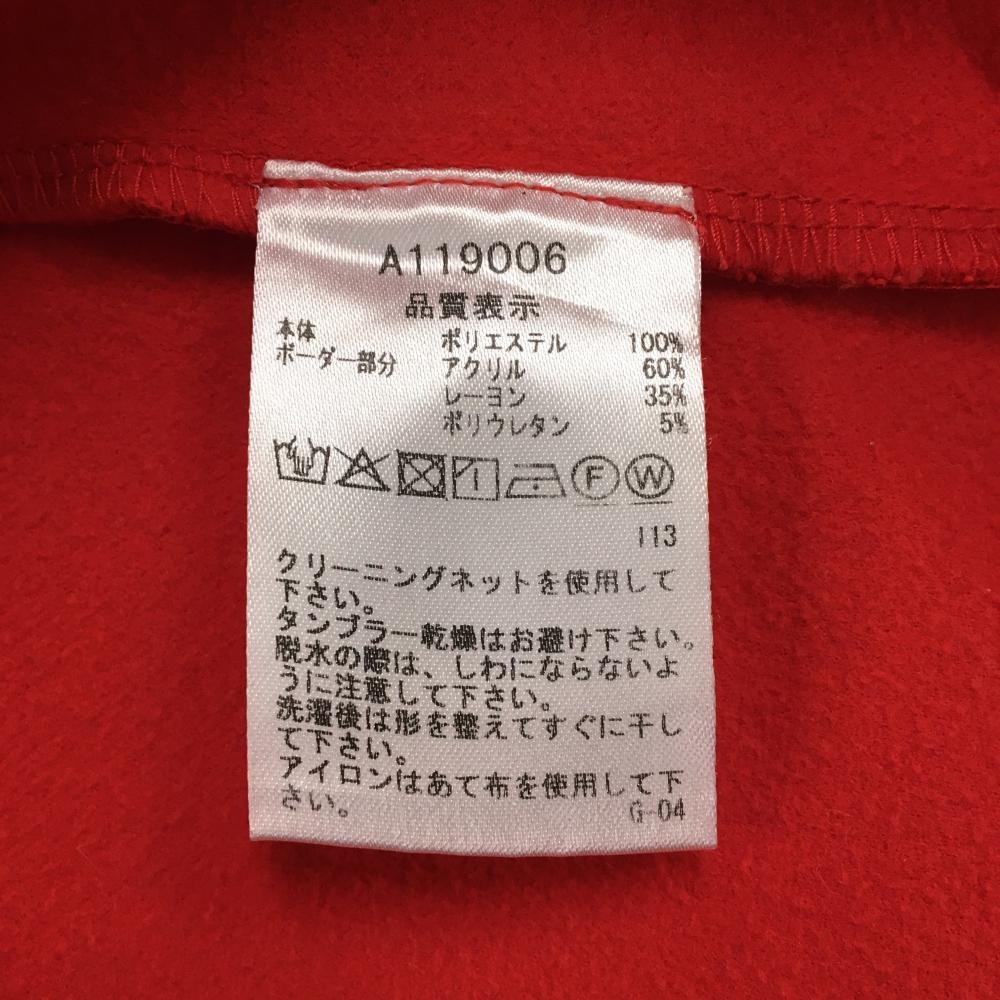 A119006
品質表示
本体 ポリエステル 100%
ボーダー部分 アクリル 60%
レーヨン 35%
ポリウレタン 5%
F W
113
クリーニングネットを使用して
下さい。
タンブラー乾燥はお避け下さい。
脱水の際は、しわにならないよ
うに注意して下さい。
洗濯後は形を整えてすぐに干し
て下さい。
アイロンはあて布を使用して下
さい。
G-04